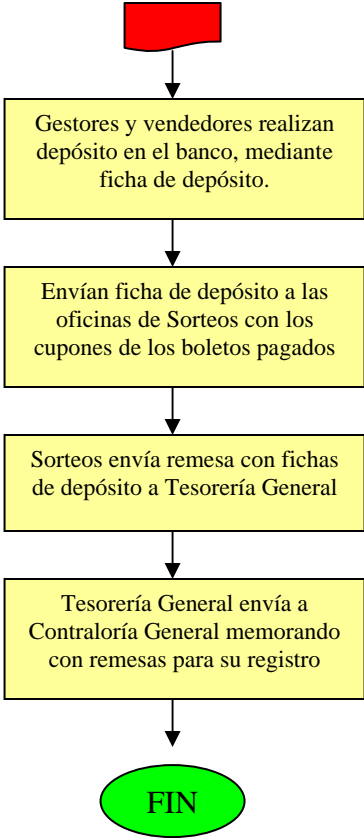 Gestores y vendedores realizan
depósito en el banco, mediante
ficha de depósito.
Envían ficha de depósito a las
oficinas de Sorteos con los
cupones de los boletos pagados
Sorteos envía remesa con fichas
de depósito a Tesorería General
Tesorería General envía a
Contraloría General memorando
con remesas para su registro
FIN